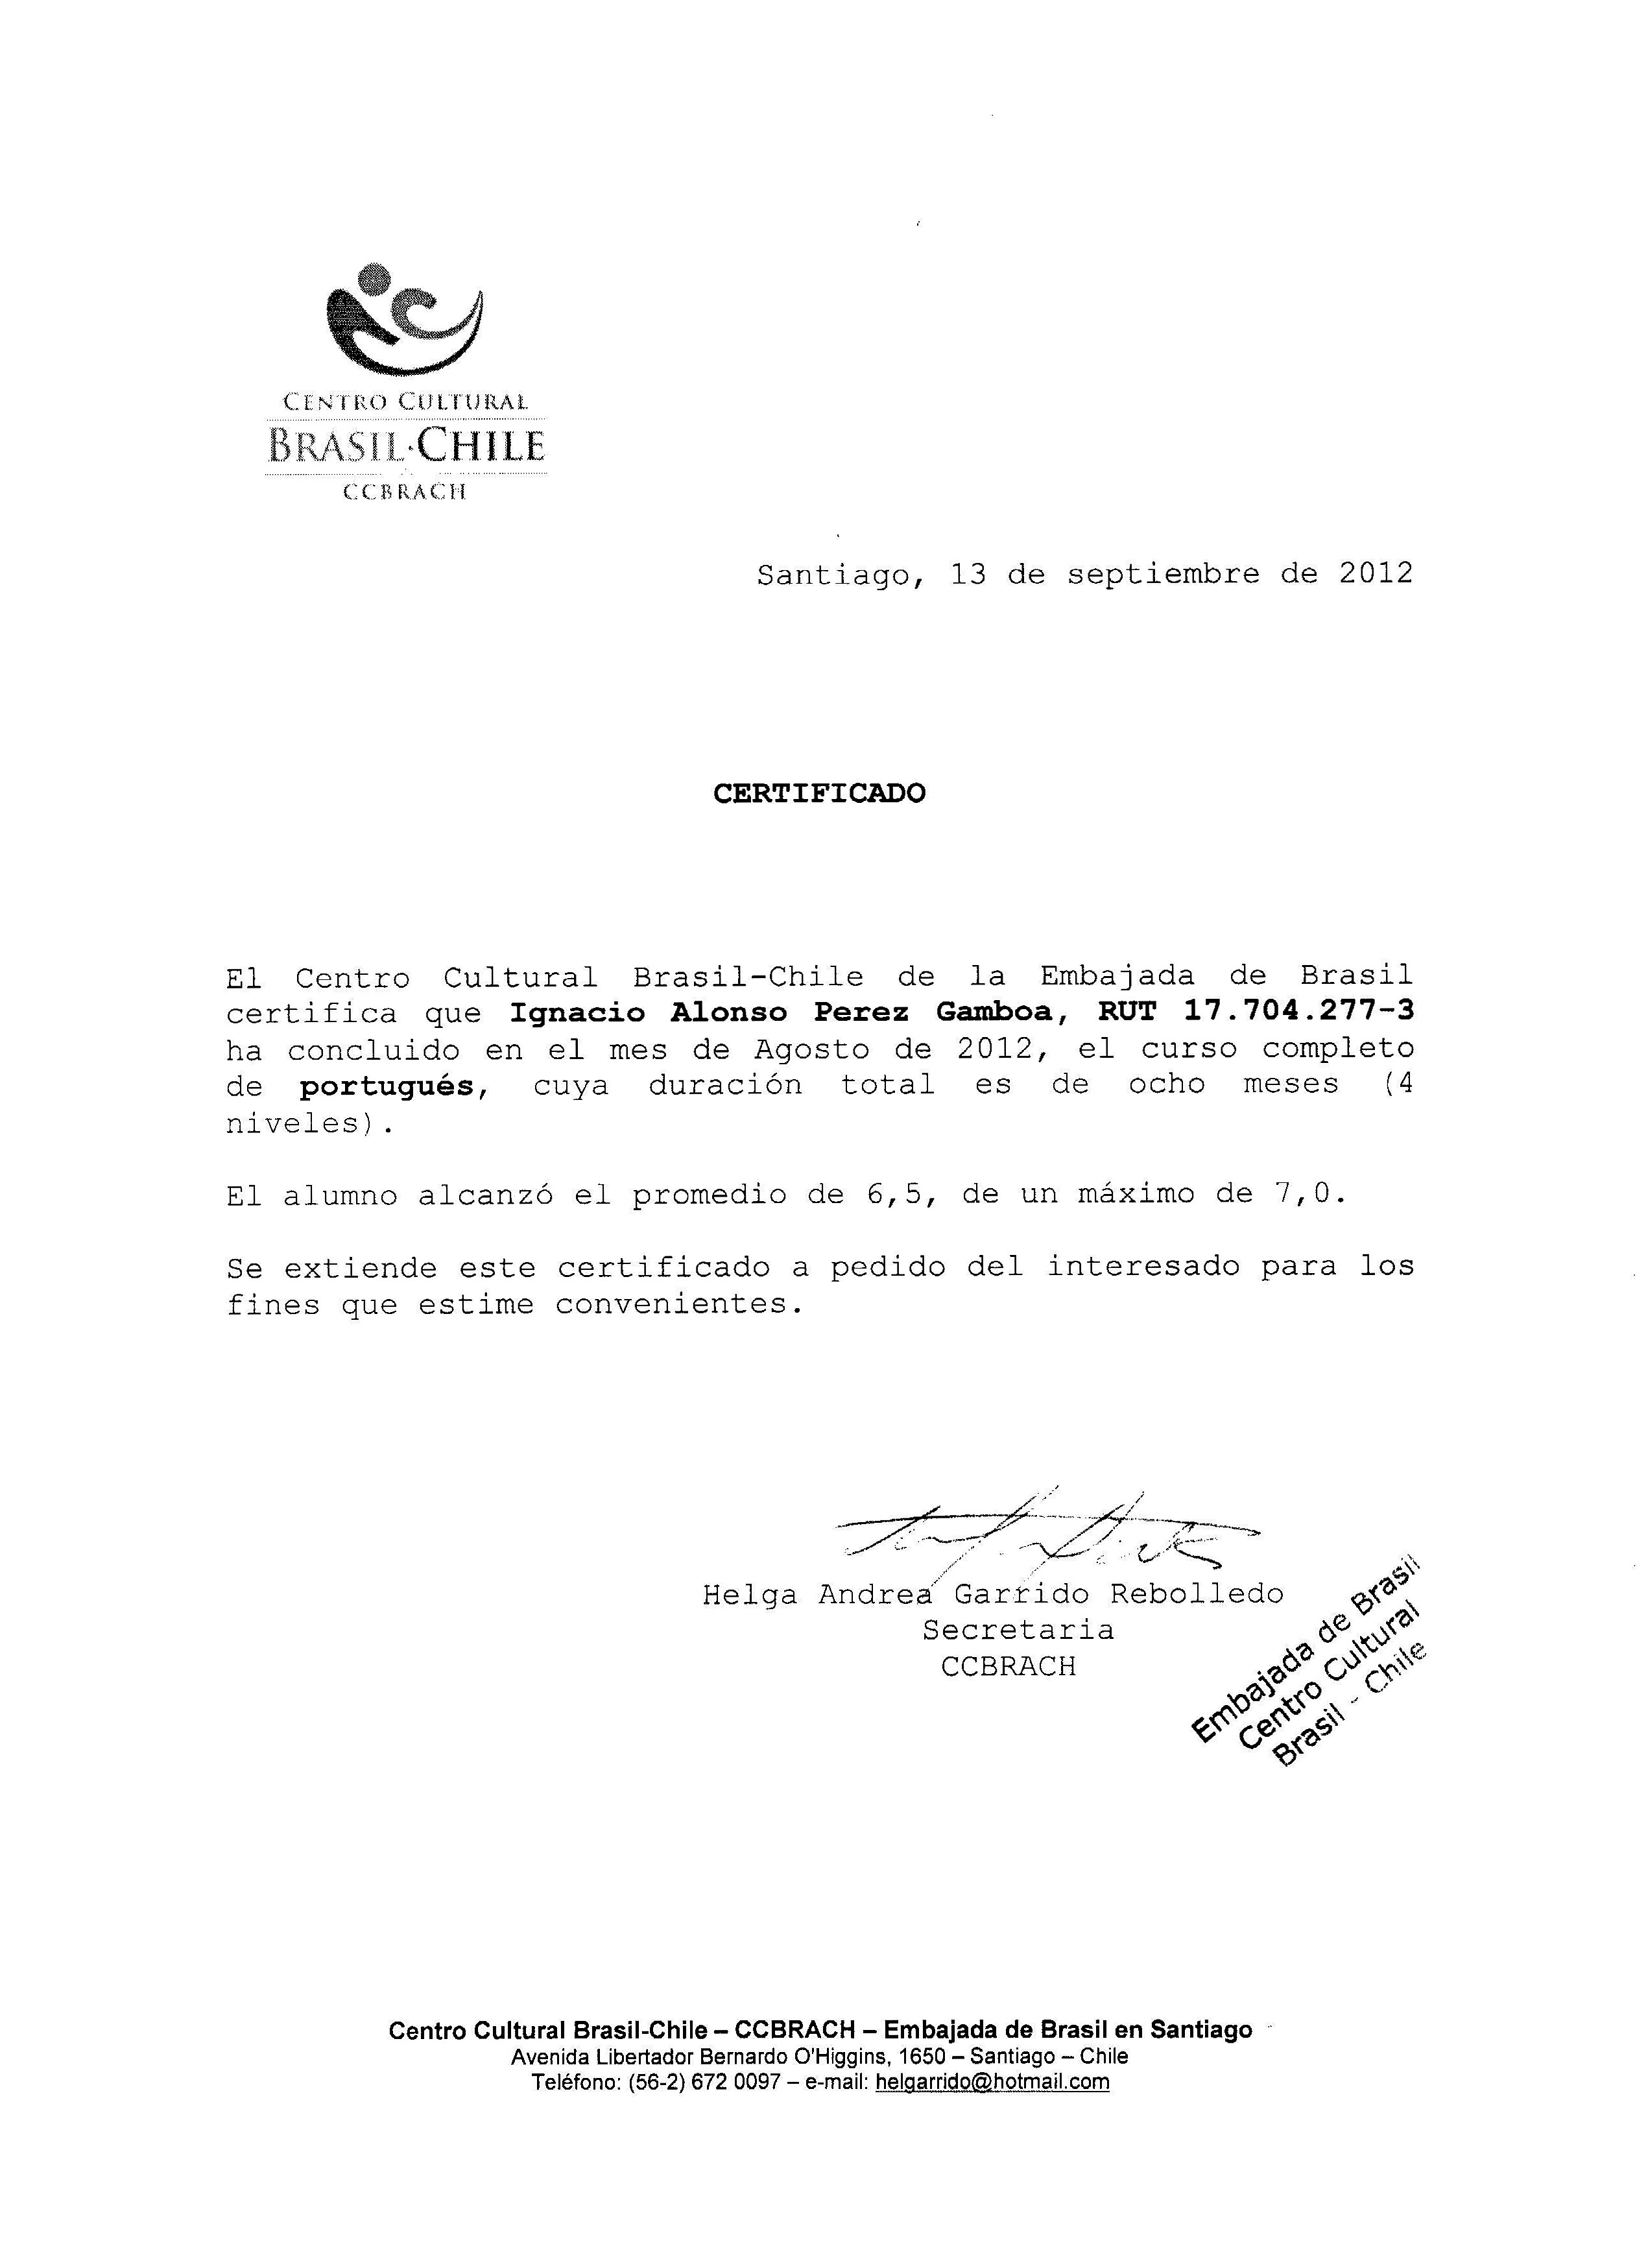 CENTRO CULTURAL
BRASIL·CHILE
CCBRACH
Santiago, 13 de septiembre de 2012
CERTIFICADO
El Centro Cultural Brasil-Chile de la Embajada de Brasil
certifica que Ignacio Alonso Perez Gamboa, RUT 17.704.277-3
ha concluido en el mes de Agosto de 2012, el curso completo
de portugués, cuya duración total es de ocho meses (4
niveles).
El alumno alcanzó el promedio de 6,5, de un máximo de 7,0.
Se extiende este certificado a pedido del interesado para los
fines que estime convenientes.
Helga Andrea Garrido Rebolledo
Secretaria
CCBRACH
Embajada de Brasil
Centro Cultural
Brasil - Chile
Centro Cultural Brasil-Chile – CCBRACH – Embajada de Brasil en Santiago
Avenida Libertador Bernardo O'Higgins, 1650 – Santiago – Chile
Teléfono: (56-2) 672 0097 – e-mail: helgarrido@hotmail.com